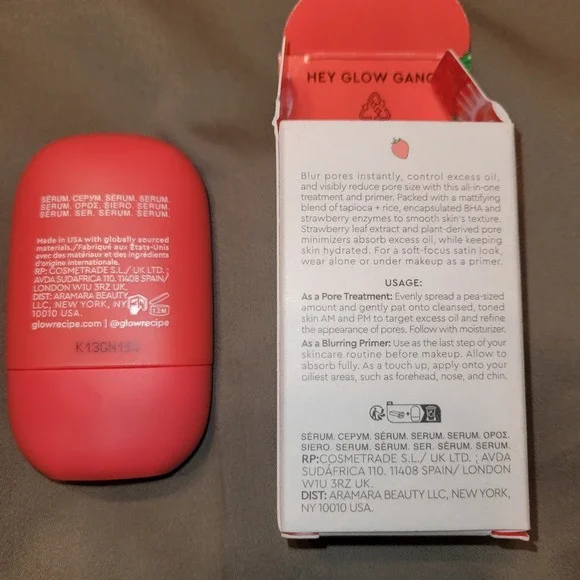 SÉRUM. СЕРУМ. SÉRUM. SERUM.
SERUM. ΟΡΟΣ. SIERO. SERUM.
SÉRUM. SER. SÉRUM. SERUM.
Made in USA with globally sourced
materials./Fabriqué aux États-Unis
avec des matériaux et des ingrédients
d'origine internationale.
RP: COSMETRADE S.L./ UK LTD.;
AVDA SUDÁFRICA 110. 11408 SPAIN/
LONDON W1U 3RZ UK.
DIST: ARAMARA BEAUTY
LLC, NEW YORK, NY
10010 USA.
12M
glowrecipe.com | @glowrecipe
HEY GLOW GANG
Blur pores instantly, control excess oil,
and visibly reduce pore size with this all-in-one
treatment and primer. Packed with a mattifying
blend of tapioca + rice, encapsulated BHA and
strawberry enzymes to smooth skin's texture.
Strawberry leaf extract and plant-derived pore
minimizers absorb excess oil, while keeping
skin hydrated. For a soft-focus satin look,
wear alone or under makeup as a primer.
USAGE:
As a Pore Treatment: Evenly spread a pea-sized
amount and gently pat onto cleansed, toned
skin AM and PM to target excess oil and refine
the appearance of pores. Follow with moisturizer.
As a Blurring Primer: Use as the last step of your
skincare routine before makeup. Allow to
absorb fully. As a touch up, apply onto your
oiliest areas, such as forehead, nose, and chin.
SÉRUM. СЕРУМ. SÉRUM. SERUM. SERUM. ΟΡΟΣ.
SIERO. SERUM. SÉRUM. SER. SÉRUM. SERUM.
RP:COSMETRADE S.L./ UK LTD. ; AVDA
SUDÁFRICA 110. 11408 SPAIN/ LONDON
W1U 3RZ UK.
DIST: ARAMARA BEAUTY LLC, NEW YORK,
NY 10010 USA.